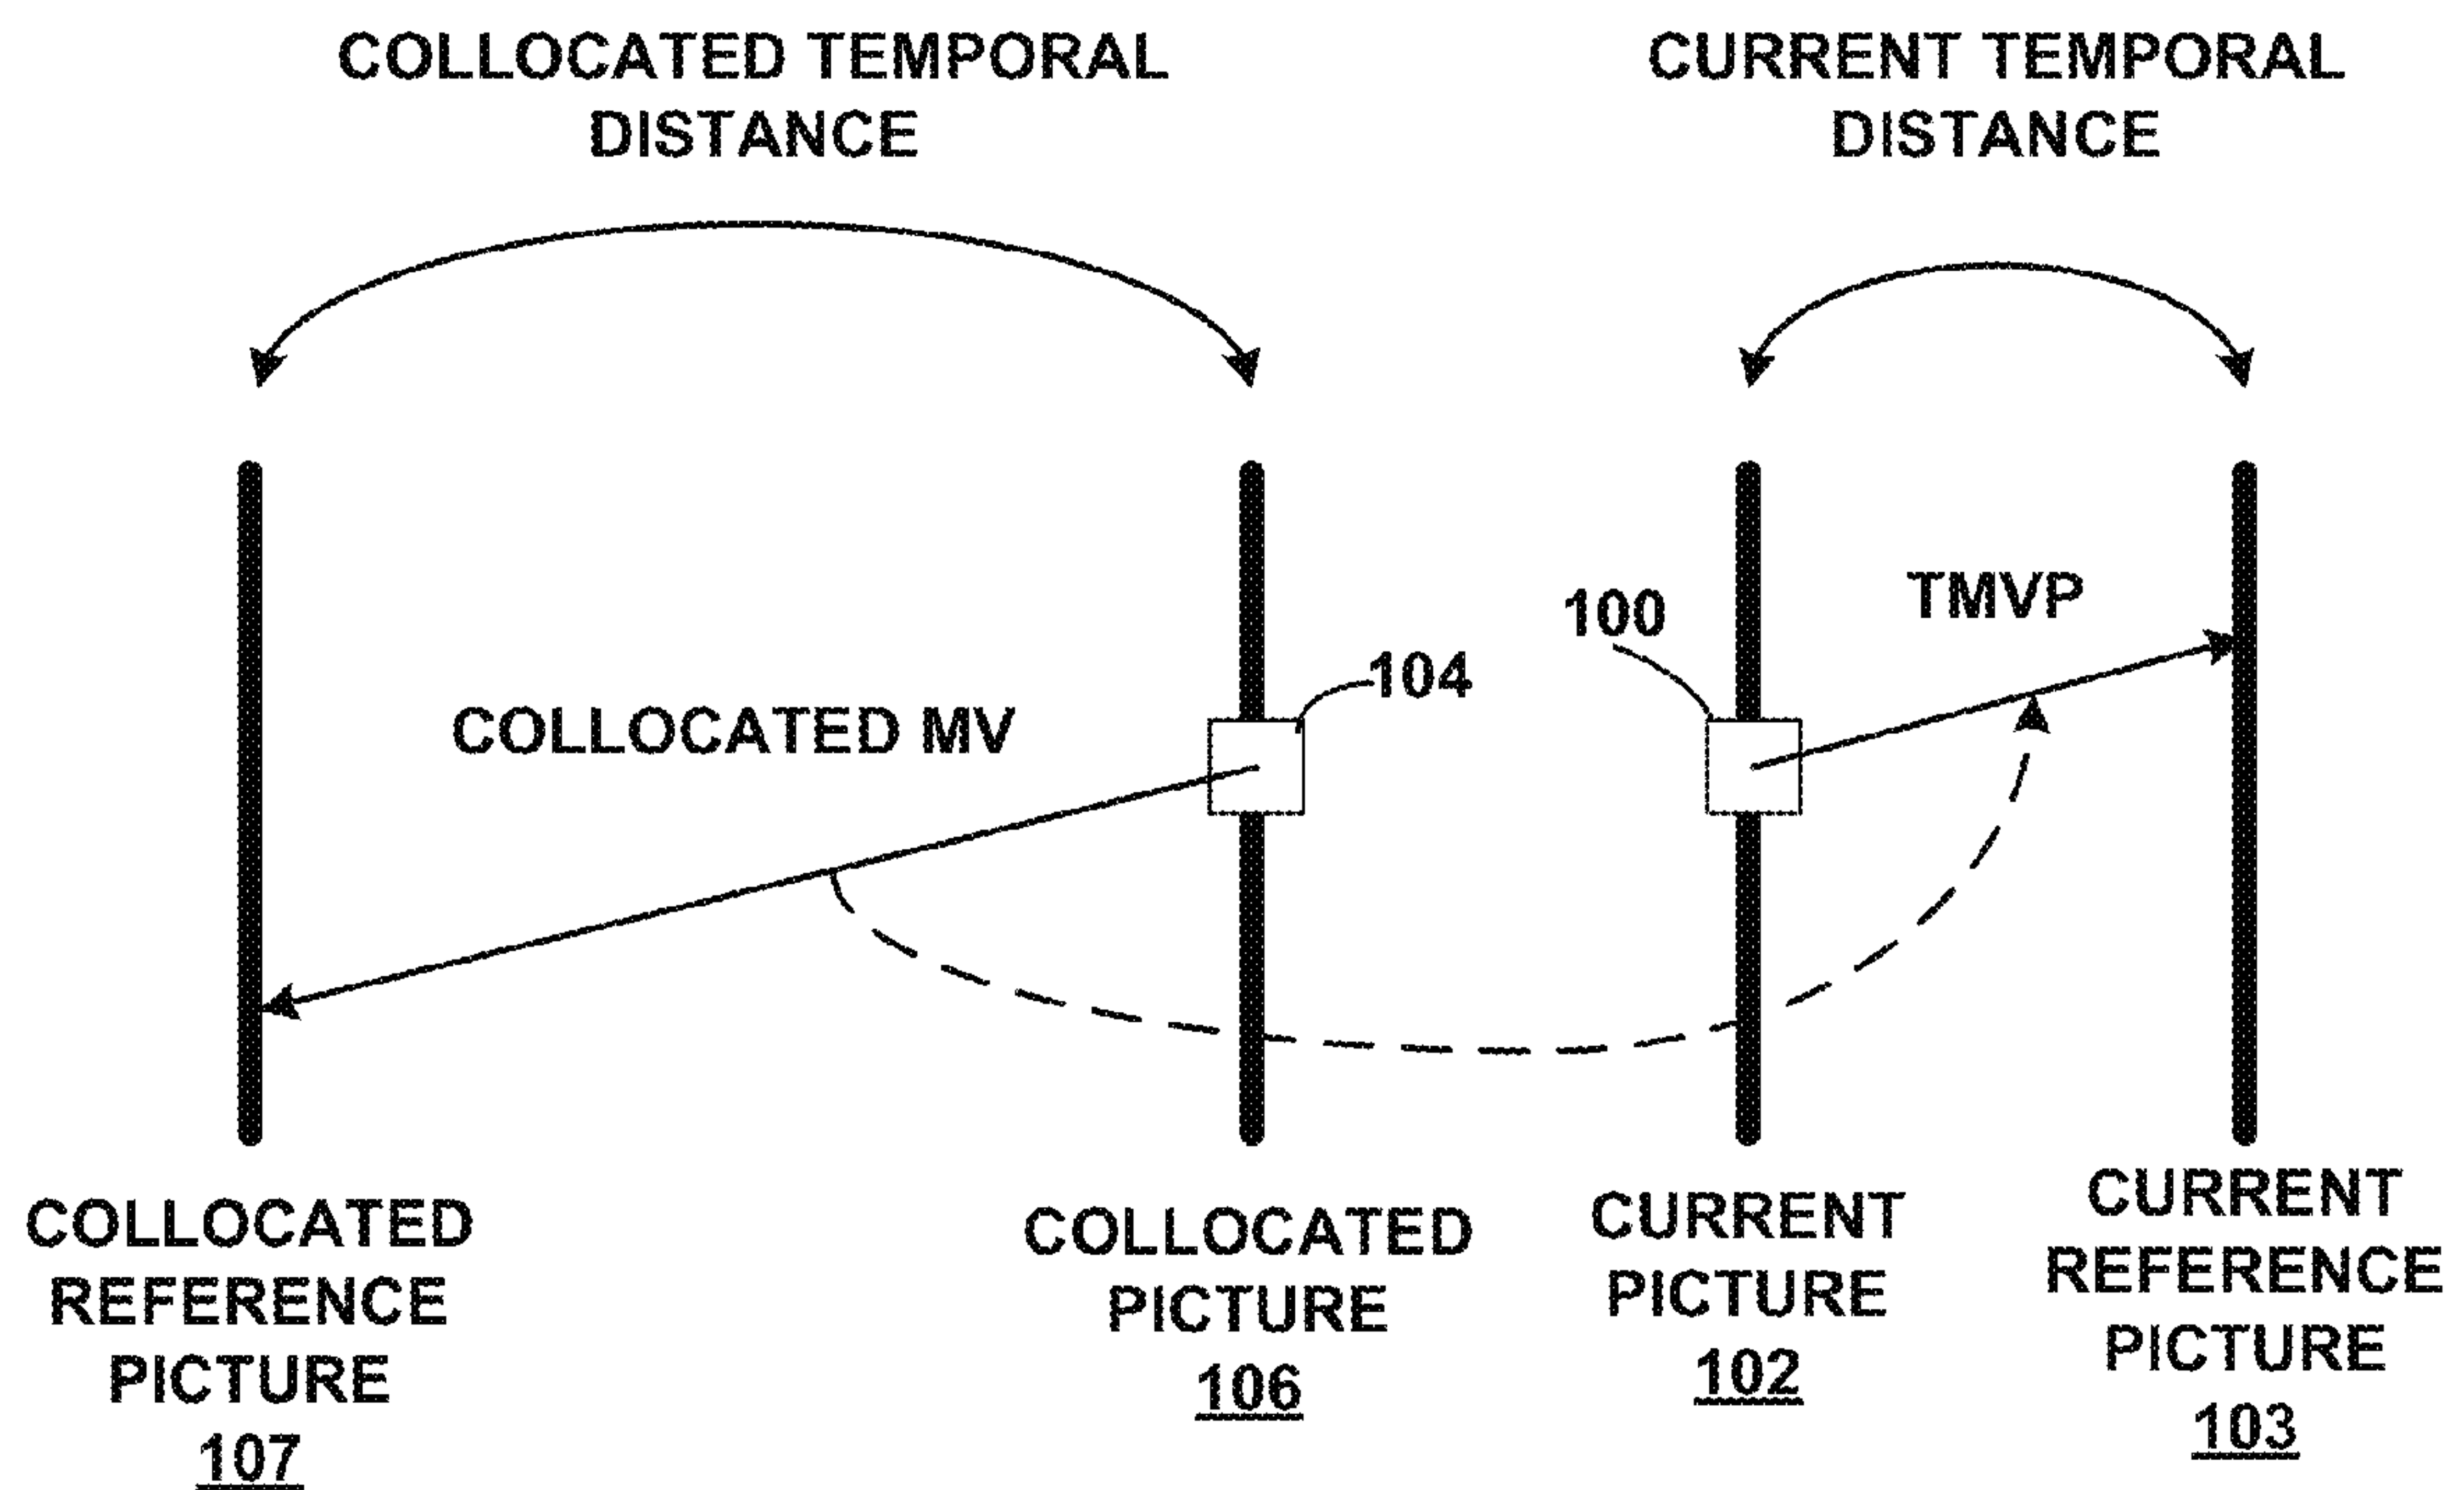 COLLOCATED TEMPORAL
DISTANCE
CURRENT TEMPORAL
DISTANCE
TMVP
100
104
COLLOCATED MV
COLLOCATED
REFERENCE
PICTURE
107
COLLOCATED
PICTURE
106
CURRENT
PICTURE
102
CURRENT
REFERENCE
PICTURE
103